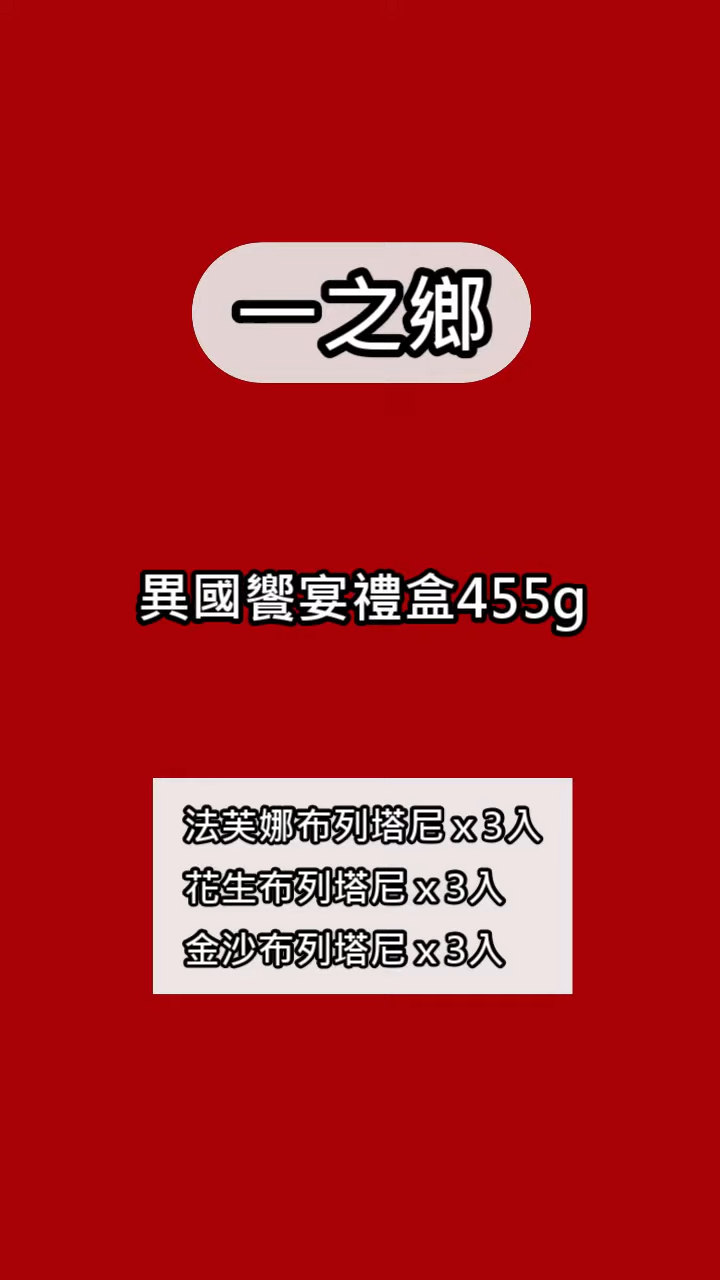 一之鄉
異國饗宴禮盒455g
法芙娜布列塔尼 x 3入
花生布列塔尼 x 3入
金沙布列塔尼 x 3入